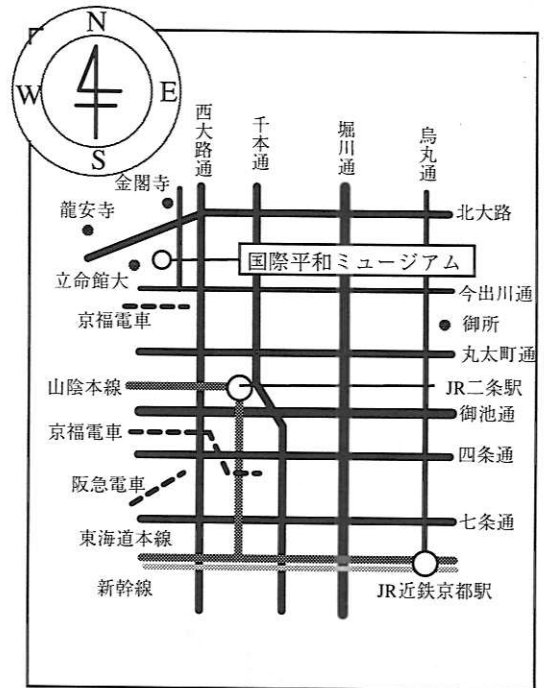 N
W
E
S
西大路通
千本通
堀川通
烏丸通
金閣寺
龍安寺
北大路
国際平和ミュージアム
立命館大
今出川通
京福電車
御所
丸太町通
山陰本線
JR二条駅
御池通
京福電車
四条通
阪急電車
七条通
東海道本線
新幹線
JR近鉄京都駅